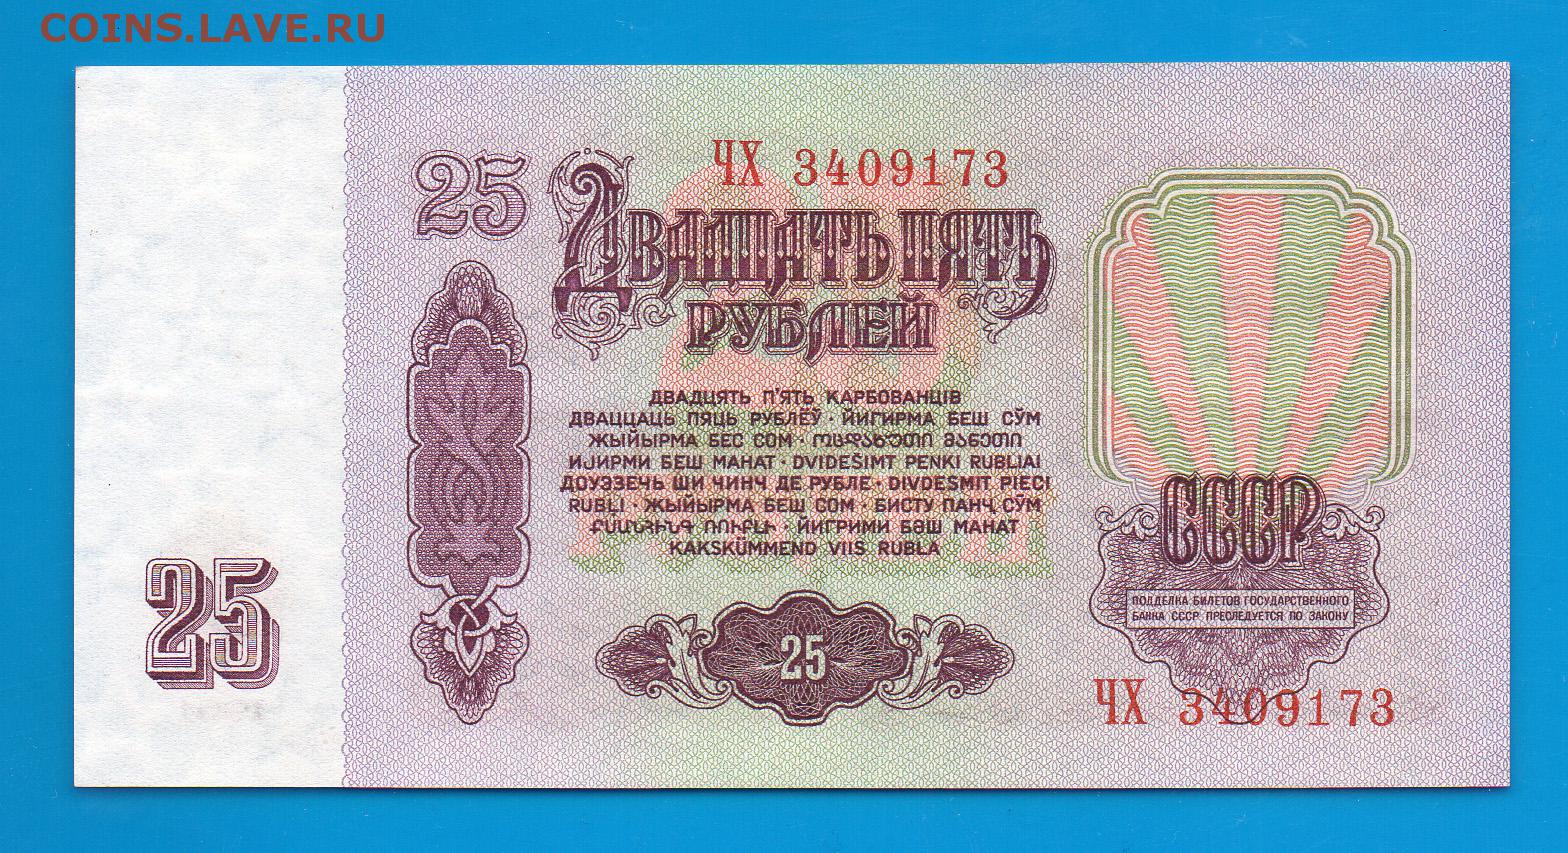 COINS.LAVE.RU
25
ЧХ 3409173
ДВАДЦАТЬ ПЯТЬ
РУБЛЕЙ
ДВАДЦЯТЬ П'ЯТЬ КАРБОВАНЦІВ
ДВАЦЦАЦЬ ПЯЦЬ РУБЛЁЎ · ЙИГИРМА БЕШ СЎМ
ЖЫЙЫРМА БЕС СОМ · ᲝᲪᲓᲐᲮᲣᲗᲘ ᲛᲐᲜᲔᲗᲘ
ИЈИРМИ БЕШ МАНАТ · DVIDEŠIMT PENKI RUBLIAI
ДОУЭЗЕЧЬ ШИ ЧИНЧ ДЕ РУБЛЕ · DIVDESMIT PIECI
RUBĻI · ЖЫЙЫРМА БЕШ СОМ · БИСТУ ПАНҶ СЎМ
ՔՍԱՆՀԻՆԳ ՌՈՒԲԼԻ · ЙИГРИМИ БӘШ МАНАТ
KAKSKÜMMEND VIIS RUBLA
25
СССР
ПОДДЕЛКА БИЛЕТОВ ГОСУДАРСТВЕННОГО
БАНКА СССР ПРЕСЛЕДУЕТСЯ ПО ЗАКОНУ
25
ЧХ 3409173